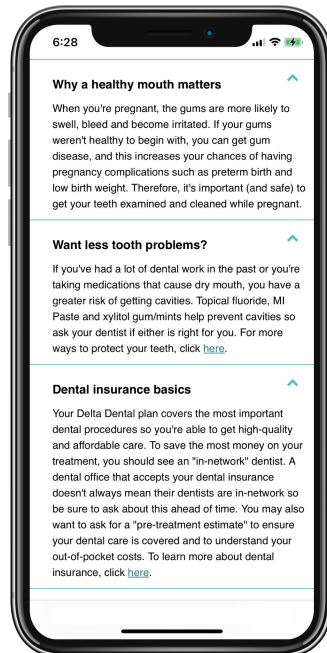 6:28
Why a healthy mouth matters
When you're pregnant, the gums are more likely to
swell, bleed and become irritated. If your gums
weren't healthy to begin with, you can get gum
disease, and this increases your chances of having
pregnancy complications such as preterm birth and
low birth weight. Therefore, it's important (and safe) to
get your teeth examined and cleaned while pregnant.
Want less tooth problems?
If you've had a lot of dental work in the past or you're
taking medications that cause dry mouth, you have a
greater risk of getting cavities. Topical fluoride, MI
Paste and xylitol gum/mints help prevent cavities so
ask your dentist if either is right for you. For more
ways to protect your teeth, click here.
Dental insurance basics
Your Delta Dental plan covers the most important
dental procedures so you're able to get high-quality
and affordable care. To save the most money on your
treatment, you should see an "in-network" dentist. A
dental office that accepts your dental insurance
doesn't always mean their dentists are in-network so
be sure to ask about this ahead of time. You may also
want to ask for a "pre-treatment estimate" to ensure
your dental care is covered and to understand your
out-of-pocket costs. To learn more about dental
insurance, click here.